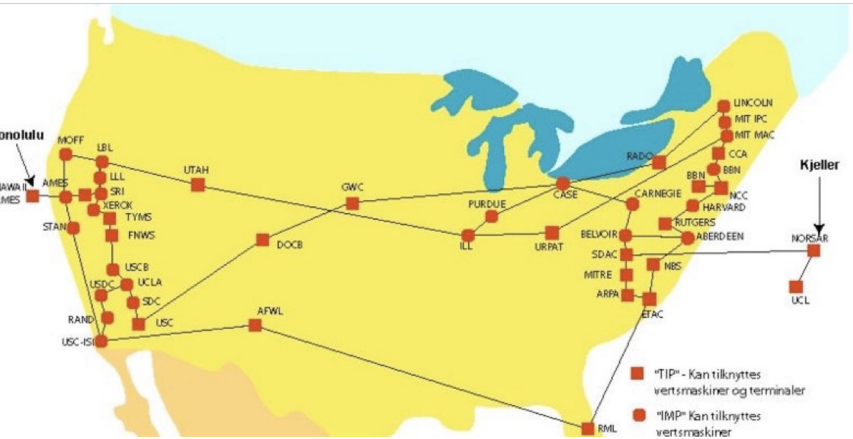 onolulu
MOFF
LBL
LLL
HAWAII
AMES
AMES
SRI
XEROX
TYMS
STAN
FNWS
USCB
USDC
UCLA
SDC
RAND
USC
USC-ISI
UTAH
GWC
DOCB
AFWL
PURDUE
ILL
URPAT
CASE
RADC
LINCOLN
MIT IPC
MIT MAC
CCA
BBN
BBN
NCC
HARVARD
CARNEGIE
RUTGERS
BELVOIR
ABERDEEN
SDAC
NBS
MITRE
ARPA
ETAC
RML
Kjeller
NORSAR
UCL
"TIP" - Kan tilknyttes
vertsmaskiner og terminaler
"IMP" Kan tilknyttes
vertsmaskiner